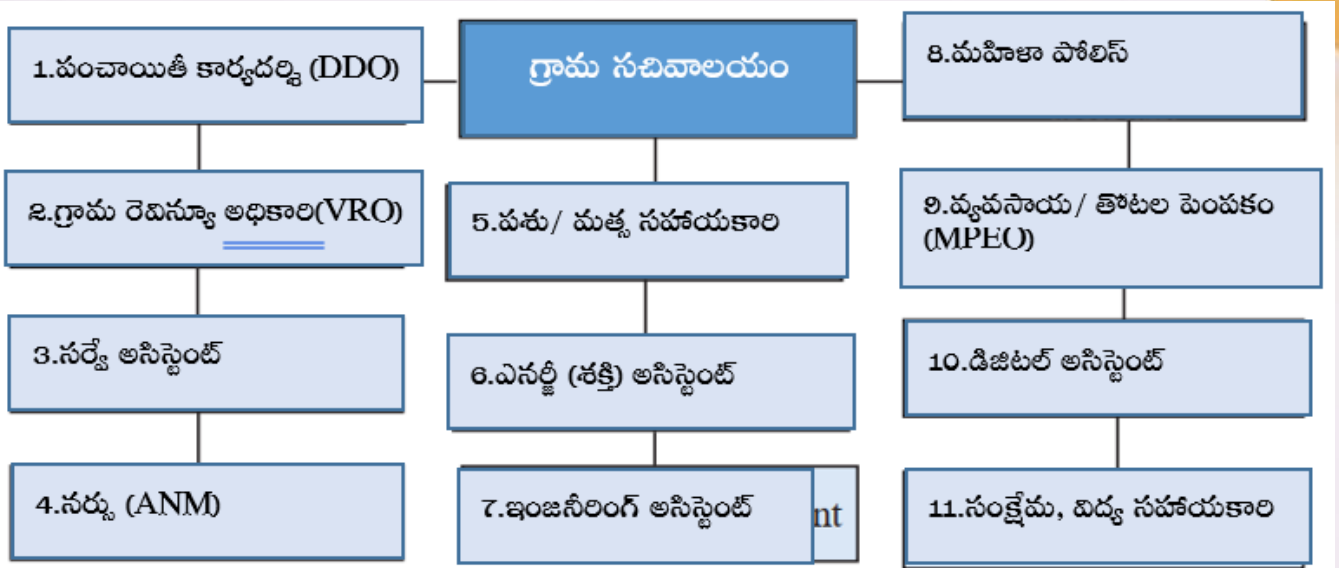 గ్రామ సచివాలయం
1.పంచాయితీ కార్యదర్శి (DDO)
2.గ్రామ రెవిన్యూ అధికారి(VRO)
3.సర్వే అసిస్టెంట్
4.నర్సు (ANM)
5.పశు/ మత్స సహాయకారి
6.ఎనర్జీ (శక్తి) అసిస్టెంట్
7.ఇంజనీరింగ్ అసిస్టెంట్
nt
8.మహిళా పోలిస్
9.వ్యవసాయ/ తోటల పెంపకం
(MPEO)
10.డిజిటల్ అసిస్టెంట్
11.సంక్షేమ, విద్య సహాయకారి